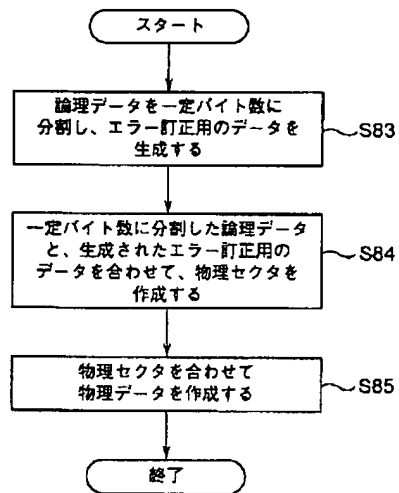 スタート
論理データを一定バイト数に
分割し、エラー訂正用のデータを
生成する
S83
一定バイト数に分割した論理データ
と、生成されたエラー訂正用の
データを合わせて、物理セクタを
作成する
S84
物理セクタを合わせて
物理データを作成する
S85
終了